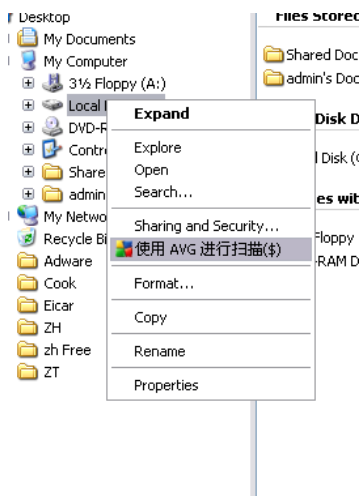 Desktop
My Documents
My Computer
3½ Floppy (A:)
Local
DVD-R
Contr
Share
admin
My Netwo
Recycle Bi
Adware
Cook
Eicar
ZH
zh Free
ZT
Expand
Explore
Open
Search...
Sharing and Security...
使用 AVG 进行扫描($)
Format...
Copy
Rename
Properties
Files Stored
Shared Doc
admin's Doc
Disk D
Disk (
es wit
Floppy
-RAM D